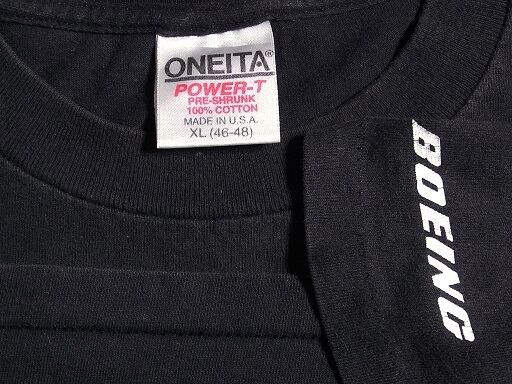 ONEITA®
POWER-T
PRE-SHRUNK
100% COTTON
MADE IN U.S.A.
XL (46-48)
BOEING